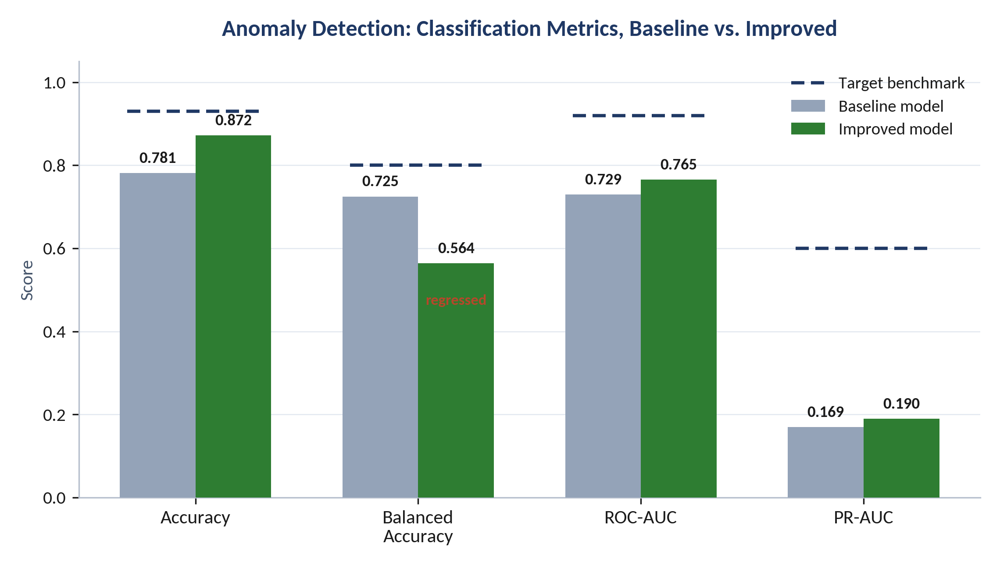 Anomaly Detection: Classification Metrics, Baseline vs. Improved
Target benchmark
Baseline model
Improved model
Score
1.0
0.8
0.6
0.4
0.2
0.0
0.781
0.872
0.725
0.564
regressed
0.729
0.765
0.169
0.190
Accuracy
Balanced
Accuracy
ROC-AUC
PR-AUC